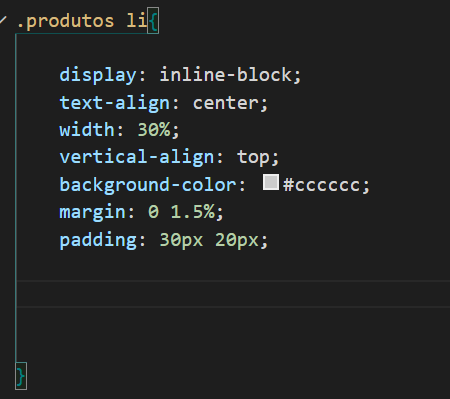 .produtos li{
display: inline-block;
text-align: center;
width: 30%;
vertical-align: top;
background-color: #cccccc;
margin: 0 1.5%;
padding: 30px 20px;
}